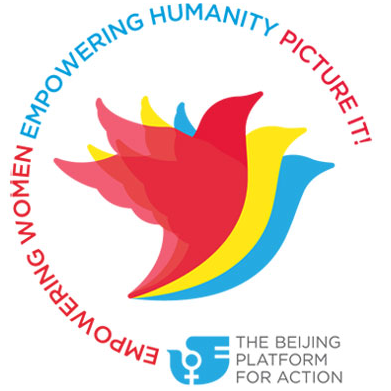 EMPOWERING WOMEN EMPOWERING HUMANITY PICTURE IT!
THE BEIJING
PLATFORM
FOR ACTION